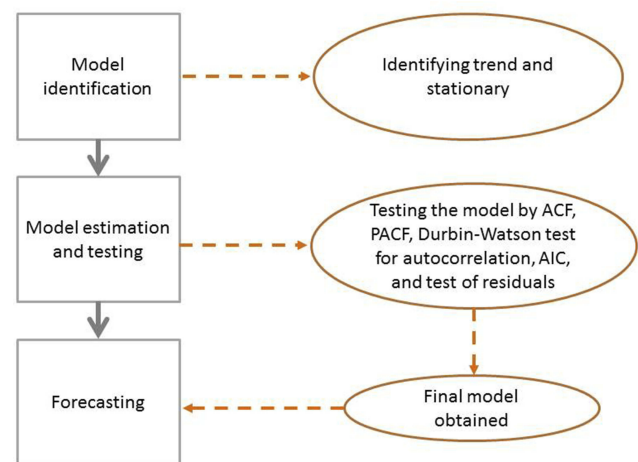 Model
identification
Identifying trend and
stationary
Model estimation
and testing
Testing the model by ACF,
PACF, Durbin-Watson test
for autocorrelation, AIC,
and test of residuals
Forecasting
Final model
obtained